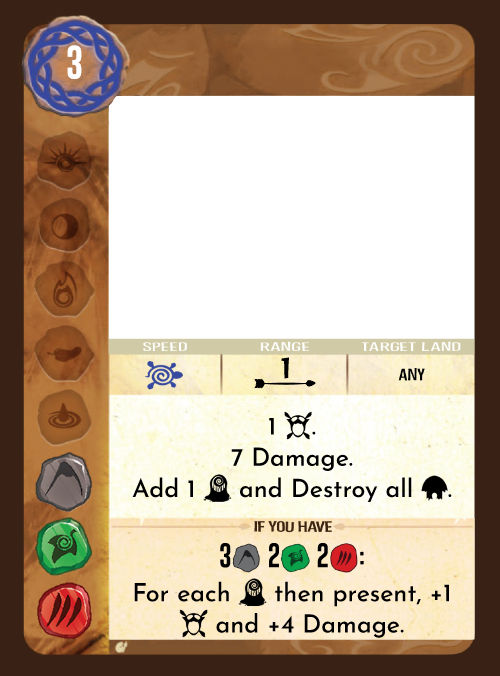 3
SPEED RANGE TARGET LAND
1 ANY
1 .
7 Damage.
Add 1 and Destroy all .
IF YOU HAVE
3 2 2 :
For each then present, +1
and +4 Damage.